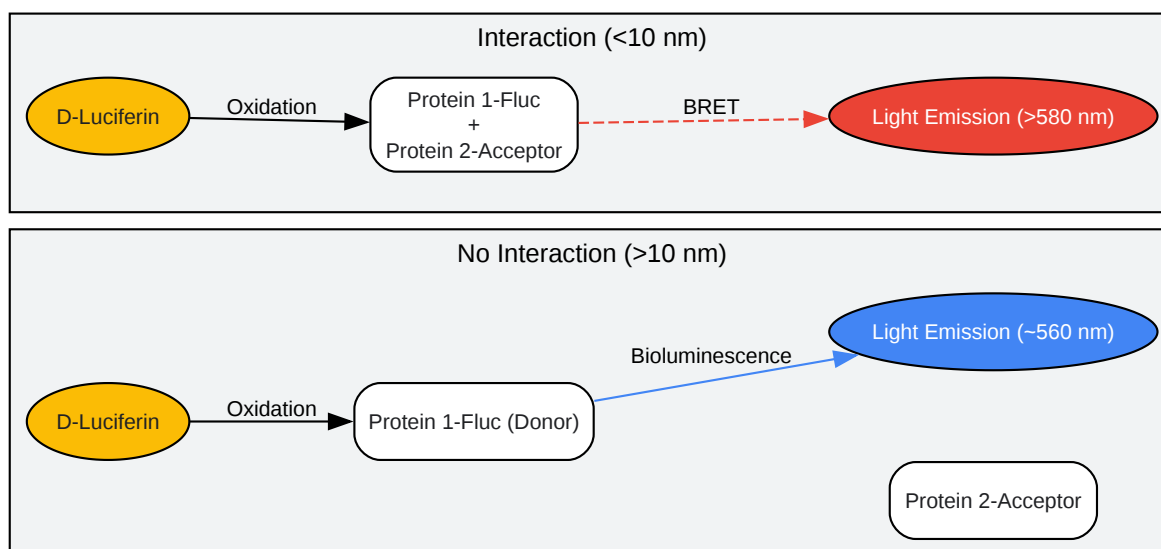 Interaction (<10 nm)
D-Luciferin
Oxidation
Protein 1-Fluc
+
Protein 2-Acceptor
BRET
Light Emission (>580 nm)
No Interaction (>10 nm)
D-Luciferin
Oxidation
Protein 1-Fluc (Donor)
Bioluminescence
Light Emission (~560 nm)
Protein 2-Acceptor